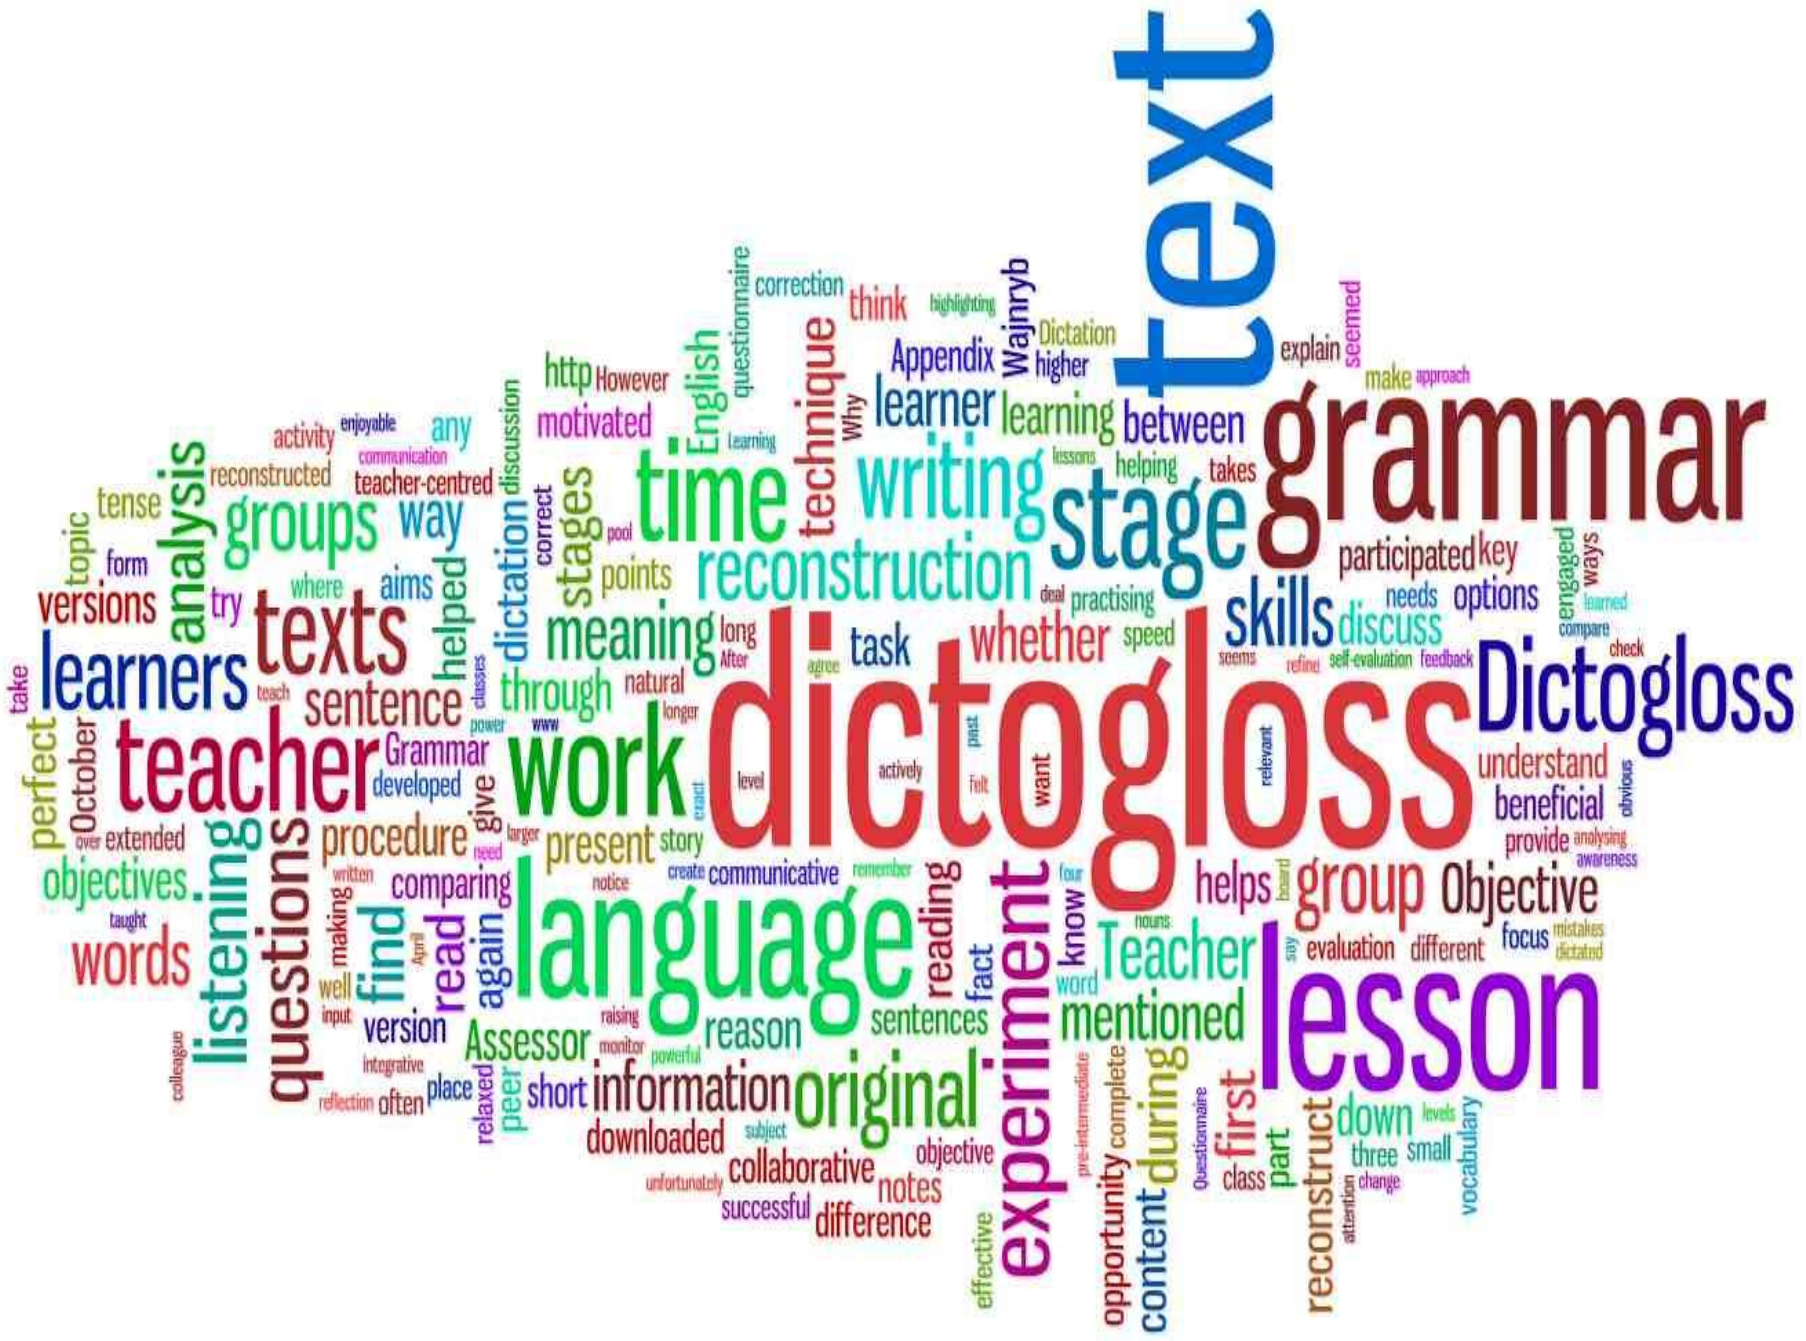 text
questionnaire
correction
think
highlighting
Wajnryb
Dictation
Appendix
higher
explain
seemed
http
However
English
technique
make
approach
motivated
discussion
Why
learner
learning
between
grammar
activity
enjoyable
any
communication
Learning
reconstructed
teacher-centred
analysis
time
writing
lessons
helping
takes
stage
tense
groups
way
dictation
correct
stages
pool
topic
form
where
aims
helped
points
reconstruction
participated
key
engaged
ways
versions
try
texts
meaning
long
After
deal
practising
skills
needs
options
learned
discuss
compare
check
learners
agree
task
whether
speed
seems
refine
self-evaluation
feedback
Dictogloss
take
teach
sentence
classes
through
natural
longer
dictogloss
perfect
October
teacher
Grammar
power
www
work
past
relevant
understand
developed
give
exact
level
actively
Felt
want
beneficial
obvious
over
extended
procedure
need
larger
present
story
provide
analysing
awareness
objectives
listening
questions
written
comparing
notice
create
communicative
remember
reading
four
helps
board
group
Objective
taught
making
find
April
read
again
language
experiment
know
nouns
Teacher
lesson
say
evaluation
different
focus
mistakes
dictated
words
well
input
fact
word
version
Assessor
raising
monitor
powerful
reason
sentences
mentioned
colleague
integrative
reflection
often
place
relaxed
peer
short
information
original
pre-intermediate
complete
during
Questionnaire
first
reconstruct
down
levels
vocabulary
downloaded
subject
objective
opportunity
class
part
three
small
unfortunately
collaborative
notes
attention
change
successful
difference
effective
content